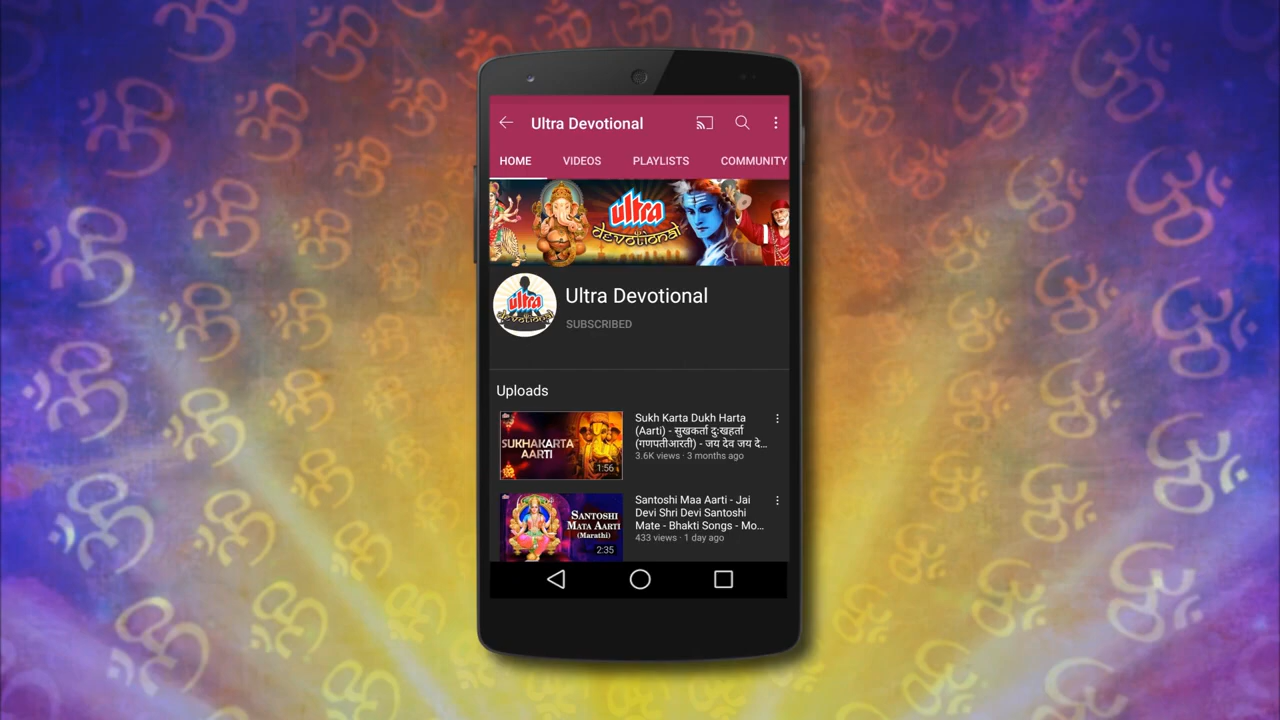 Ultra Devotional
HOME VIDEOS PLAYLISTS COMMUNITY
ultra
devotional
ultra
devotional
Ultra Devotional
SUBSCRIBED
Uploads
SUKHAKARTA
AARTI
1:56
Sukh Karta Dukh Harta
(Aarti) - सुखकर्ता दुःखहर्ता
(गणपतीआरती) - जय देव जय दे...
3.6K views · 3 months ago
SANTOSHI
MATA AARTI
(Marathi)
2:35
Santoshi Maa Aarti - Jai
Devi Shri Devi Santoshi
Mate - Bhakti Songs - Mo...
433 views · 1 day ago